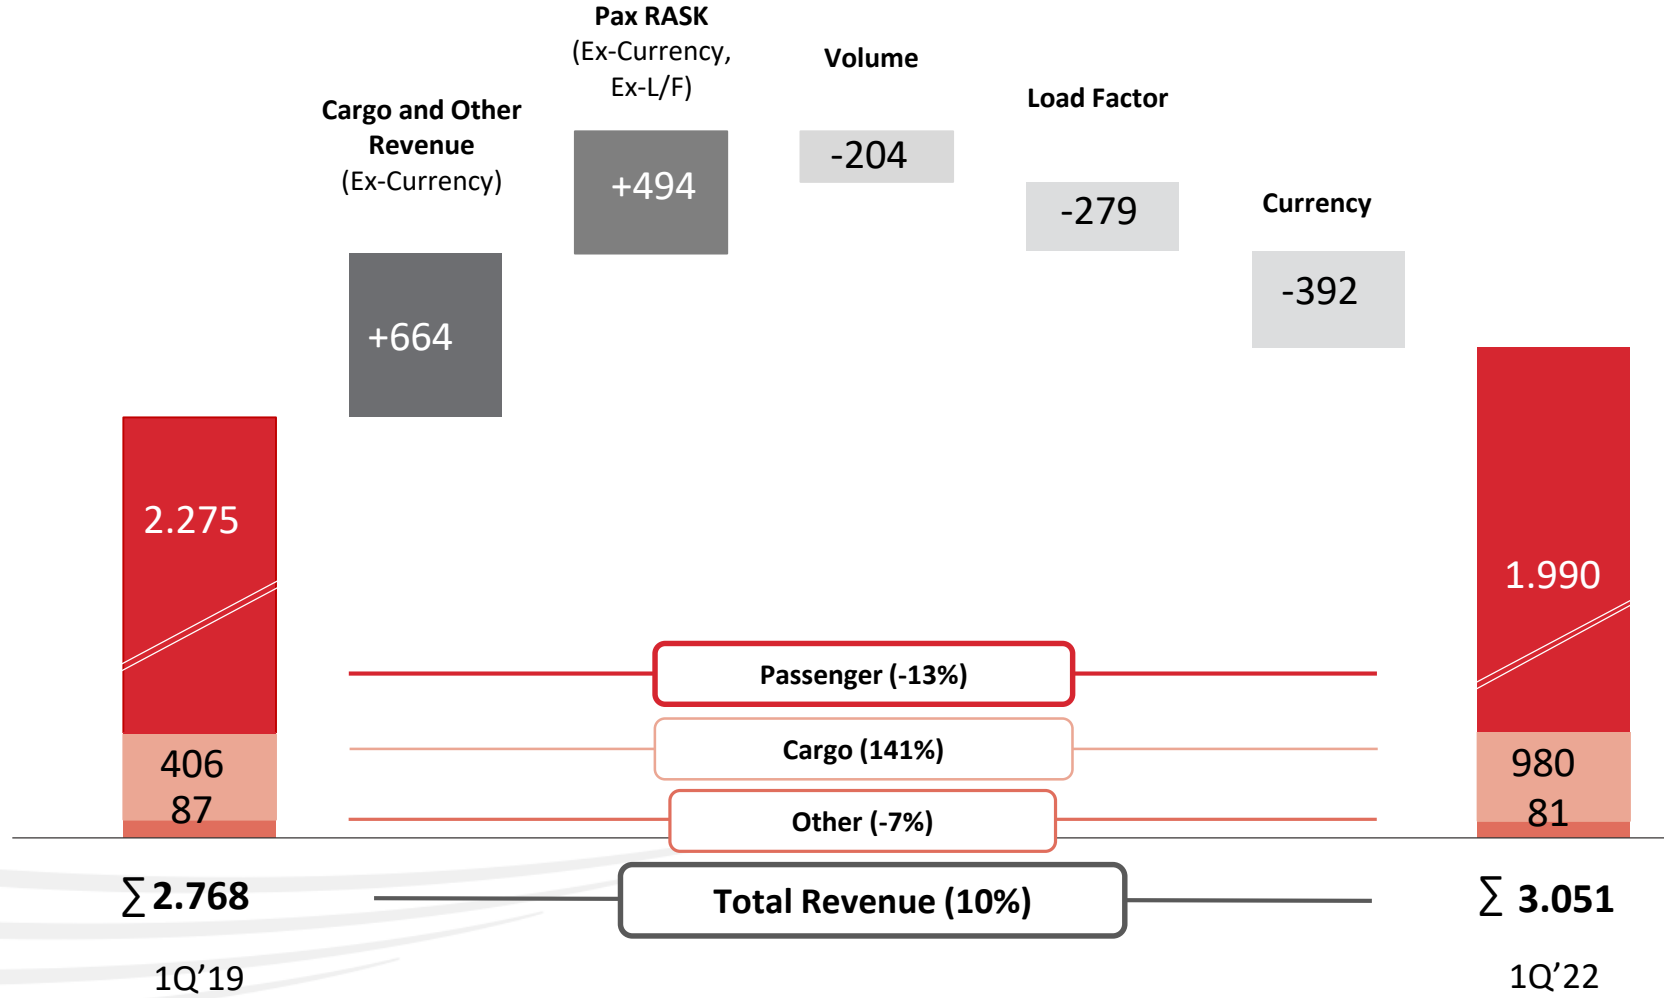 Pax RASK
(Ex-Currency,
Ex-L/F)
Volume
Cargo and Other
Revenue
(Ex-Currency)
Load Factor
Currency
+664
+494
-204
-279
-392
2.275
406
87
1.990
980
81
Passenger (-13%)
Cargo (141%)
Other (-7%)
∑ 2.768
Total Revenue (10%)
∑ 3.051
1Q’19
1Q’22